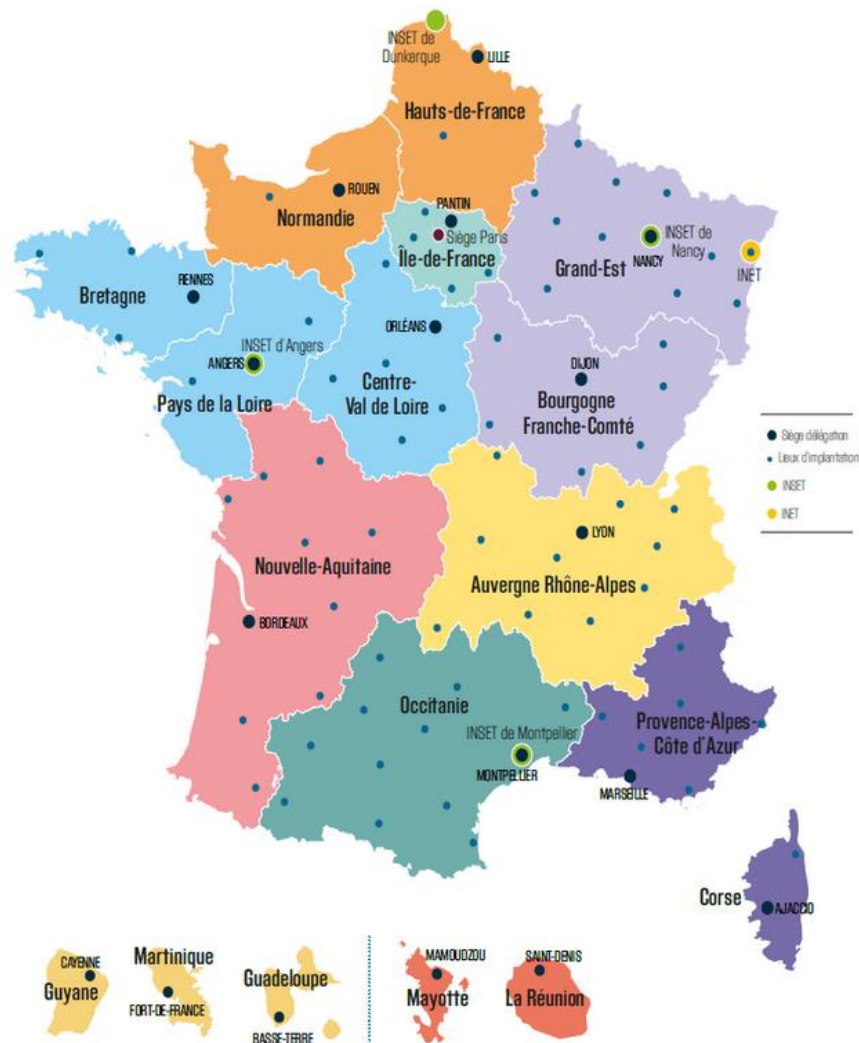 INSET de
Dunkerque
LILLE
Hauts-de-France
ROUEN
Normandie
PANTIN
Siège Paris
Île-de-France
INSET de
Nancy
NANCY
Grand-Est
INET
RENNES
Bretagne
ORLÉANS
INSET d'Angers
ANGERS
Pays de la Loire
Centre-
Val de Loire
DIJON
Bourgogne
Franche-Comté
Siège délégation
Lieux d'implantation
INSET
INET
LYON
Nouvelle-Aquitaine
Auvergne Rhône-Alpes
BORDEAUX
Occitanie
INSET de Montpellier
MONTPELLIER
Provence-Alpes-
Côte d'Azur
MARSEILLE
Corse
AJACCIO
CAYENNE
Guyane
Martinique
FORT-DE-FRANCE
Guadeloupe
BASSE-TERRE
MAMOUDZOU
Mayotte
SAINT-DENIS
La Réunion